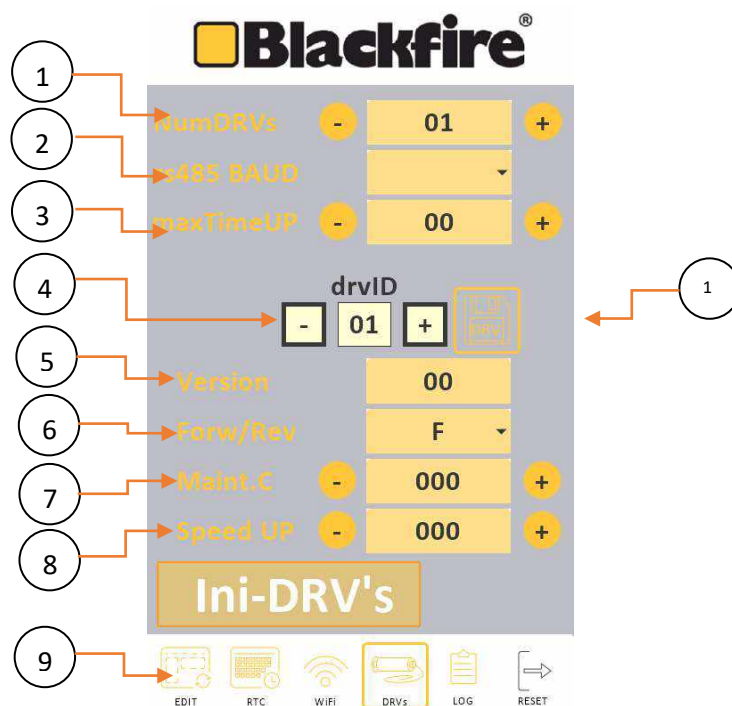 Blackfire®
1
NumDRVs - 01 +
2
rs485 BAUD
3
maxTimeUP - 00 +
4
drvID
1
- 01 + DRV
5
Version 00
6
Forw/Rev F
7
Maint.C - 000 +
8
Speed UP - 000 +
Ini-DRV's
9
EDIT RTC WiFi DRVs LOG RESET